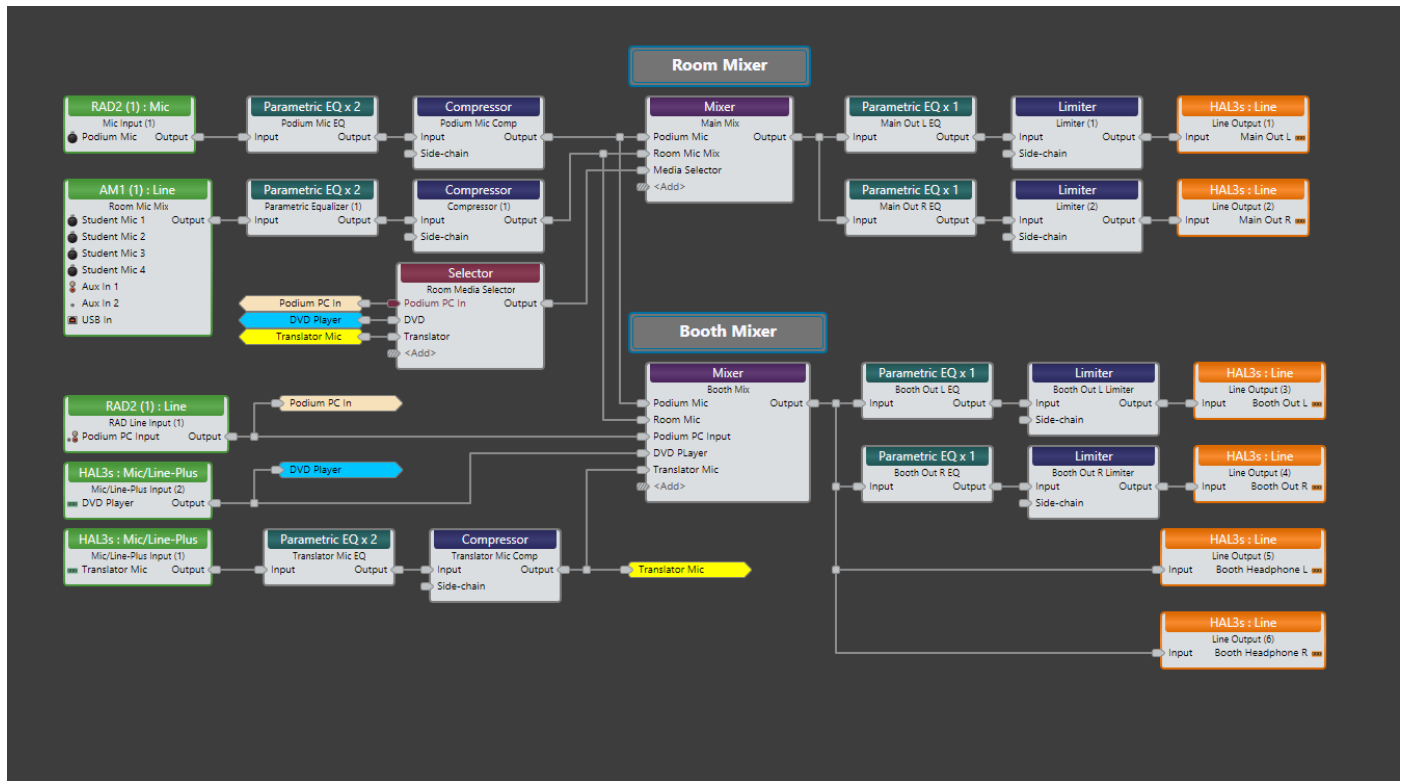 Room Mixer
RAD2 (1) : Mic
Mic Input (1)
Podium Mic Output
Parametric EQ x 2
Podium Mic EQ
Input Output
Compressor
Podium Mic Comp
Input Output
Side-chain
Mixer
Main Mix
Podium Mic Output
Room Mic Mix
Media Selector
<Add>
Parametric EQ x 1
Main Out L EQ
Input Output
Limiter
Limiter (1)
Input Output
Side-chain
HAL3s : Line
Line Output (1)
Input Main Out L
AM1 (1) : Line
Room Mic Mix
Student Mic 1 Output
Student Mic 2
Student Mic 3
Student Mic 4
Aux In 1
Aux In 2
USB In
Parametric EQ x 2
Parametric Equalizer (1)
Input Output
Compressor
Compressor (1)
Input Output
Side-chain
Parametric EQ x 1
Main Out R EQ
Input Output
Limiter
Limiter (2)
Input Output
Side-chain
HAL3s : Line
Line Output (2)
Input Main Out R
Podium PC In
DVD Player
Translator Mic
Selector
Room Media Selector
Podium PC In Output
DVD
Translator
<Add>
Booth Mixer
RAD2 (1) : Line
RAD Line Input (1)
Podium PC Input Output
Podium PC In
Mixer
Booth Mix
Podium Mic Output
Room Mic
Podium PC Input
DVD PLayer
Translator Mic
<Add>
Parametric EQ x 1
Booth Out L EQ
Input Output
Limiter
Booth Out L Limiter
Input Output
Side-chain
HAL3s : Line
Line Output (3)
Input Booth Out L
HAL3s : Mic/Line-Plus
Mic/Line-Plus Input (2)
DVD Player Output
DVD Player
Parametric EQ x 1
Booth Out R EQ
Input Output
Limiter
Booth Out R Limiter
Input Output
Side-chain
HAL3s : Line
Line Output (4)
Input Booth Out R
HAL3s : Mic/Line-Plus
Mic/Line-Plus Input (1)
Translator Mic Output
Parametric EQ x 2
Translator Mic EQ
Input Output
Compressor
Translator Mic Comp
Input Output
Side-chain
Translator Mic
HAL3s : Line
Line Output (5)
Input Booth Headphone L
HAL3s : Line
Line Output (6)
Input Booth Headphone R